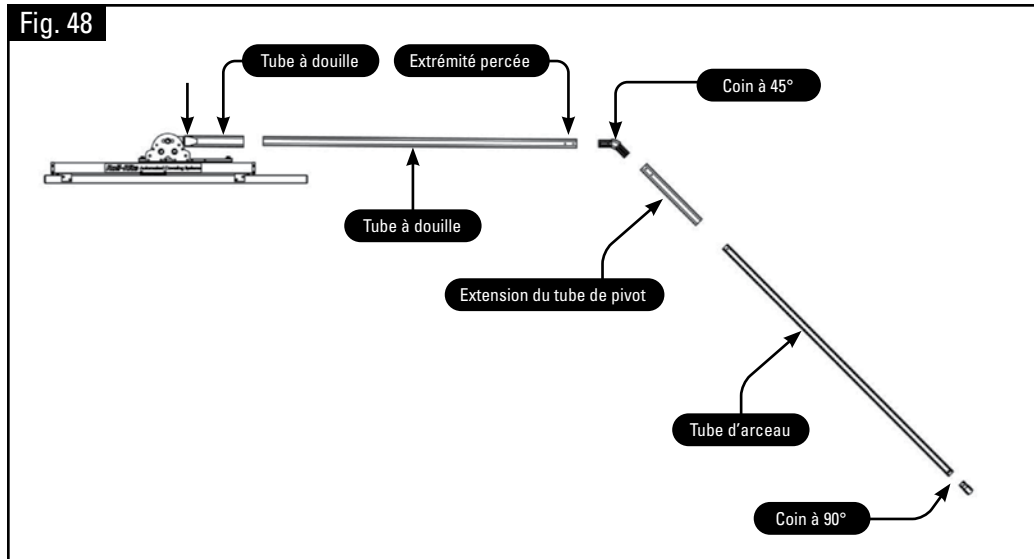 Fig. 48
Tube à douille
Extrémité percée
Coin à 45°
Tube à douille
Extension du tube de pivot
Tube d'arceau
Coin à 90°